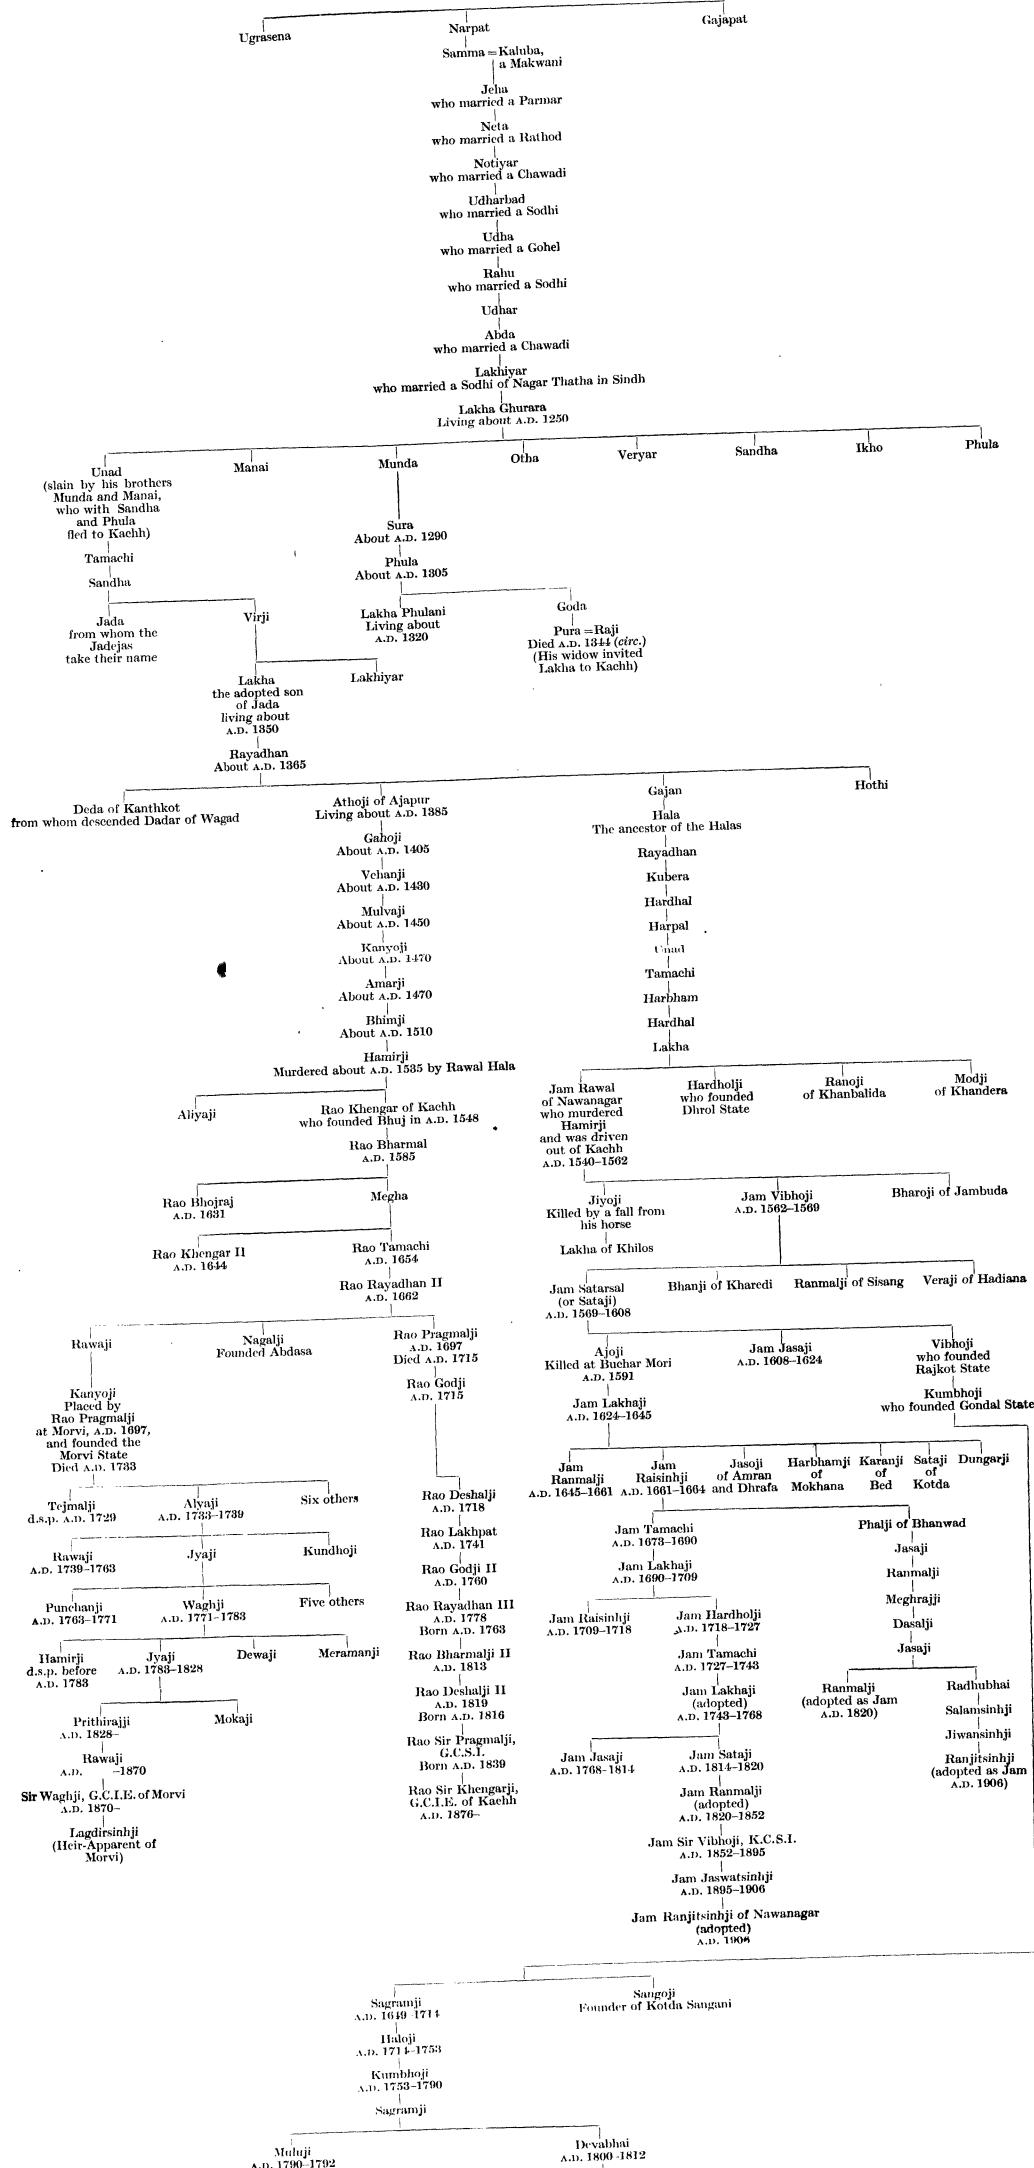 Ugrasena
Narpat
Gajapat
Samma = Kaluba,
a Makwani
Jeha
who married a Parmar
Neta
who married a Rathod
Notiyar
who married a Chawadi
Udharbad
who married a Sodhi
Udha
who married a Gohel
Rahu
who married a Sodhi
Udhar
Abda
who married a Chawadi
Lakhiyar
who married a Sodhi of Nagar Thatha in Sindh
Lakha Ghurara
Living about A.D. 1250
Unad
(slain by his brothers
Munda and Manai,
who with Sandha
and Phula
fled to Kachh)
Manai
Munda
Otha
Veryar
Sandha
Ikho
Phula
Tamachi
Sandha
Sura
About A.D. 1290
Phula
About A.D. 1305
Jada
from whom the
Jadejas
take their name
Virji
Lakha Phulani
Living about
A.D. 1320
Goda
Pura = Raji
Died A.D. 1344 (circ.)
(His widow invited
Lakha to Kachh)
Lakha
the adopted son
of Jada
living about
A.D. 1350
Lakhiyar
Rayadhan
About A.D. 1365
Deda of Kanthkot
from whom descended Dadar of Wagad
Athoji of Ajapur
Living about A.D. 1385
Gajan
Hothi
Gahoji
About A.D. 1405
Vehanji
About A.D. 1430
Mulvaji
About A.D. 1450
Kanyoji
About A.D. 1470
Amarji
About A.D. 1470
Bhimji
About A.D. 1510
Hamirji
Murdered about A.D. 1535 by Rawal Hala
Hala
The ancestor of the Halas
Rayadhan
Kubera
Hardhal
Harpal
Unad
Tamachi
Harbham
Hardhal
Lakha
Aliyaji
Rao Khengar of Kachh
who founded Bhuj in A.D. 1548
Rao Bharmal
A.D. 1585
Rao Bhojraj
A.D. 1631
Megha
Rao Khengar II
A.D. 1644
Rao Tamachi
A.D. 1654
Rao Rayadhan II
A.D. 1662
Jam Rawal
of Nawanagar
who murdered
Hamirji
and was driven
out of Kachh
A.D. 1540–1562
Hardholji
who founded
Dhrol State
Ranoji
of Khanbalida
Modji
of Khandera
Jiyoji
Killed by a fall from
his horse
Jam Vibhoji
A.D. 1562–1569
Bharoji of Jambuda
Lakha of Khilos
Jam Satarsal
(or Sataji)
A.D. 1569–1608
Bhanji of Kharedi
Ranmalji of Sisang
Veraji of Hadiana
Rawaji
Nagalji
Founded Abdasa
Rao Pragmalji
A.D. 1697
Died A.D. 1715
Rao Godji
A.D. 1715
Ajoji
Killed at Buchar Mori
A.D. 1591
Jam Jasaji
A.D. 1608–1624
Vibhoji
who founded
Rajkot State
Jam Lakhaji
A.D. 1624–1645
Kumbhoji
who founded Gondal State
Kanyoji
Placed by
Rao Pragmalji
at Morvi, A.D. 1697,
and founded the
Morvi State
Died A.D. 1733
Jam
Ranmalji
A.D. 1645–1661
Jam
Raisinhji
A.D. 1661–1664
Jasoji
of Amran
and Dhrafa
Harbhamji
of
Mokhana
Karanji
of
Bed
Sataji
of
Kotda
Dungarji
Tejmalji
d.s.p. A.D. 1729
Alyaji
A.D. 1733–1739
Six others
Rawaji
A.D. 1739–1763
Jyaji
Kundhoji
Punchanji
A.D. 1763–1771
Waghji
A.D. 1771–1783
Five others
Hamirji
d.s.p. before
A.D. 1783
Jyaji
A.D. 1783–1828
Dewaji
Meramanji
Prithirajji
A.D. 1828–
Mokaji
Rawaji
A.D. –1870
Sir Waghji, G.C.I.E. of Morvi
A.D. 1870–
Lagdirsinhji
(Heir-Apparent of
Morvi)
Rao Deshalji
A.D. 1718
Rao Lakhpat
A.D. 1741
Rao Godji II
A.D. 1760
Rao Rayadhan III
A.D. 1778
Born A.D. 1763
Rao Bharmalji II
A.D. 1813
Rao Deshalji II
A.D. 1819
Born A.D. 1816
Rao Sir Pragmalji,
G.C.S.I.
Born A.D. 1839
Rao Sir Khengarji,
G.C.I.E. of Kachh
A.D. 1876–
Jam Tamachi
A.D. 1673–1690
Jam Lakhaji
A.D. 1690–1709
Jam Raisinhji
A.D. 1709–1718
Jam Hardholji
A.D. 1718–1727
Jam Tamachi
A.D. 1727–1743
Jam Lakhaji
(adopted)
A.D. 1743–1768
Jam Jasaji
A.D. 1768–1814
Jam Sataji
A.D. 1814–1820
Jam Ranmalji
(adopted)
A.D. 1820–1852
Jam Sir Vibhoji, K.C.S.I.
A.D. 1852–1895
Jam Jaswatsinhji
A.D. 1895–1906
Jam Ranjitsinhji of Nawanagar
(adopted)
A.D. 1906
Phalji of Bhanwad
Jasaji
Ranmalji
Meghrajji
Dasalji
Jasaji
Ranmalji
(adopted as Jam
A.D. 1820)
Radhubhai
Salamsinhji
Jiwansinhji
Ranjitsinhji
(adopted as Jam
A.D. 1906)
Sagramji
A.D. 1649–1714
Sangoji
Founder of Kotda Sangani
Haloji
A.D. 1714–1753
Kumbhoji
A.D. 1753–1790
Sagramji
Muluji
A.D. 1790–1792
Devabhai
A.D. 1800–1812